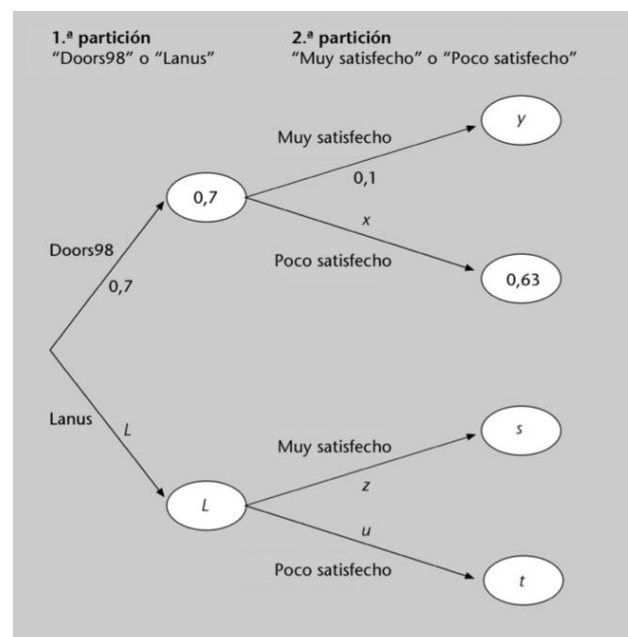 1.ª partición
“Doors98” o “Lanus”
2.ª partición
“Muy satisfecho” o “Poco satisfecho”
y
Muy satisfecho
0,1
0,7
x
Poco satisfecho
Doors98
0,7
0,63
Lanus
L
s
Muy satisfecho
z
L
u
Poco satisfecho
t